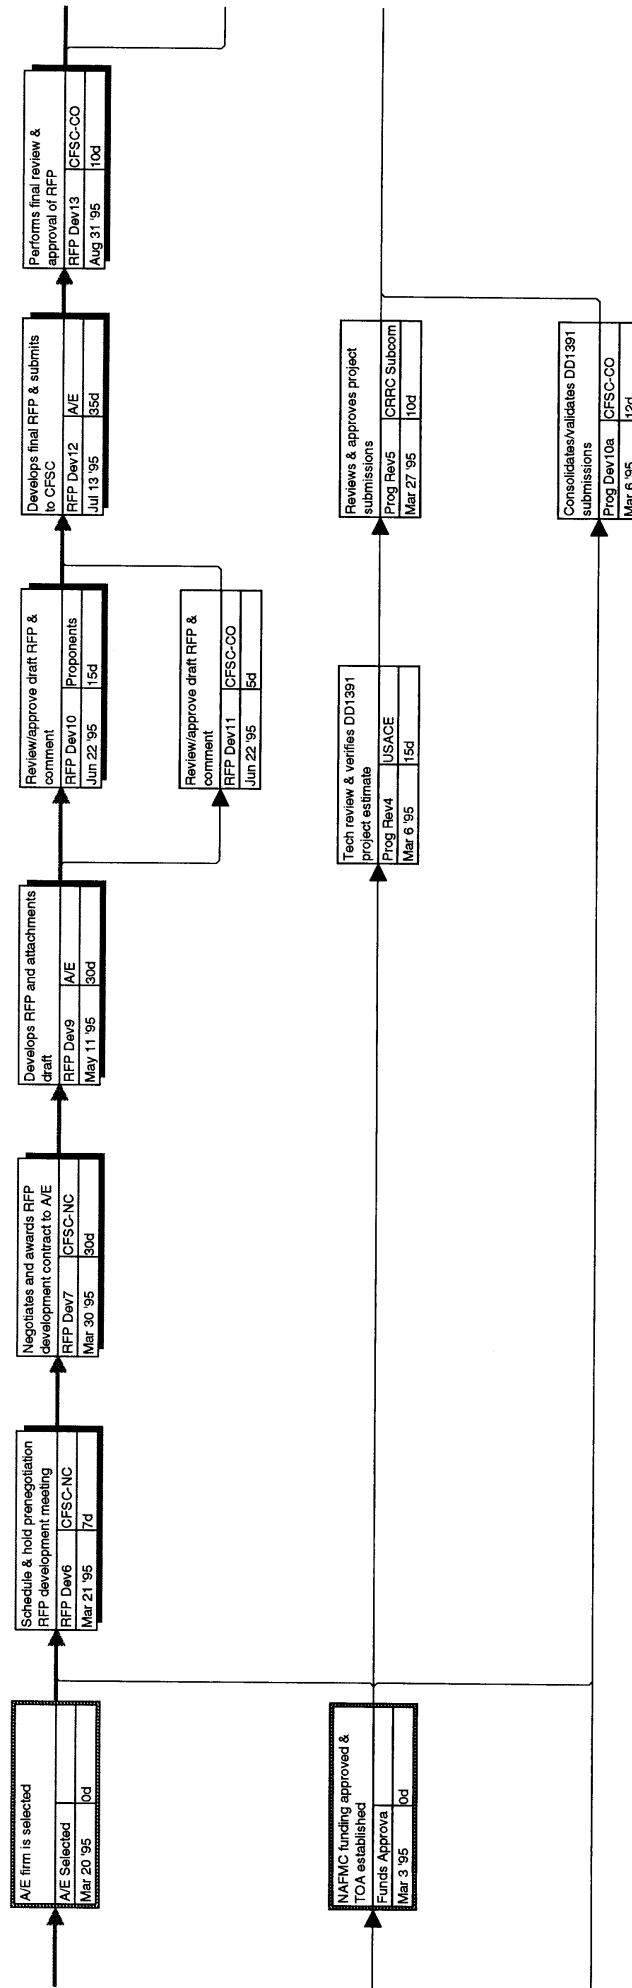 A/E firm is selected
A/E Selected
Mar 20 '95 0d
Schedule & hold prenegotiation
RFP development meeting
RFP Dev6 CFSC-NC
Mar 21 '95 7d
Negotiates and awards RFP
development contract to A/E
RFP Dev7 CFSC-NC
Mar 30 '95 30d
Develops RFP and attachments
draft
RFP Dev9 A/E
May 11 '95 30d
Review/approve draft RFP &
comment
RFP Dev10 Proponents
Jun 22 '95 15d
Develops final RFP & submits
to CFSC
RFP Dev12 A/E
Jul 13 '95 35d
Performs final review &
approval of RFP
RFP Dev13 CFSC-CO
Aug 31 '95 10d
Review/approve draft RFP &
comment
RFP Dev11 CFSC-CO
Jun 22 '95 5d
NAFMC funding approved &
TOA established
Funds Approva
Mar 3 '95 0d
Tech review & verifies DD1391
project estimate
Prog Rev4 USACE
Mar 6 '95 15d
Reviews & approves project
submissions
Prog Rev5 CRRC Subcom
Mar 27 '95 10d
Consolidates/validates DD1391
submissions
Prog Dev10a CFSC-CO
Mar 6 '95 12d